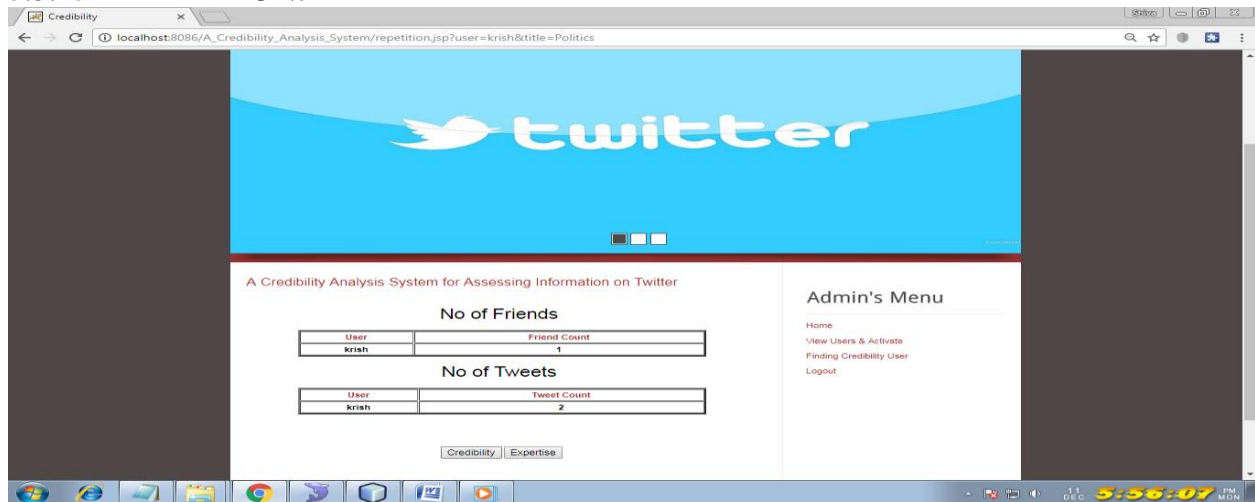 Credibility
Shiva
localhost:8086/A_Credibility_Analysis_System/repetition.jsp?user=krish&title=Politics
twitter
A Credibility Analysis System for Assessing Information on Twitter
No of Friends
User Friend Count
krish 1
No of Tweets
User Tweet Count
krish 2
Credibility Expertise
Admin's Menu
Home
View Users & Activate
Finding Credibility User
Logout
11 DEC 5:56:07 PM MON